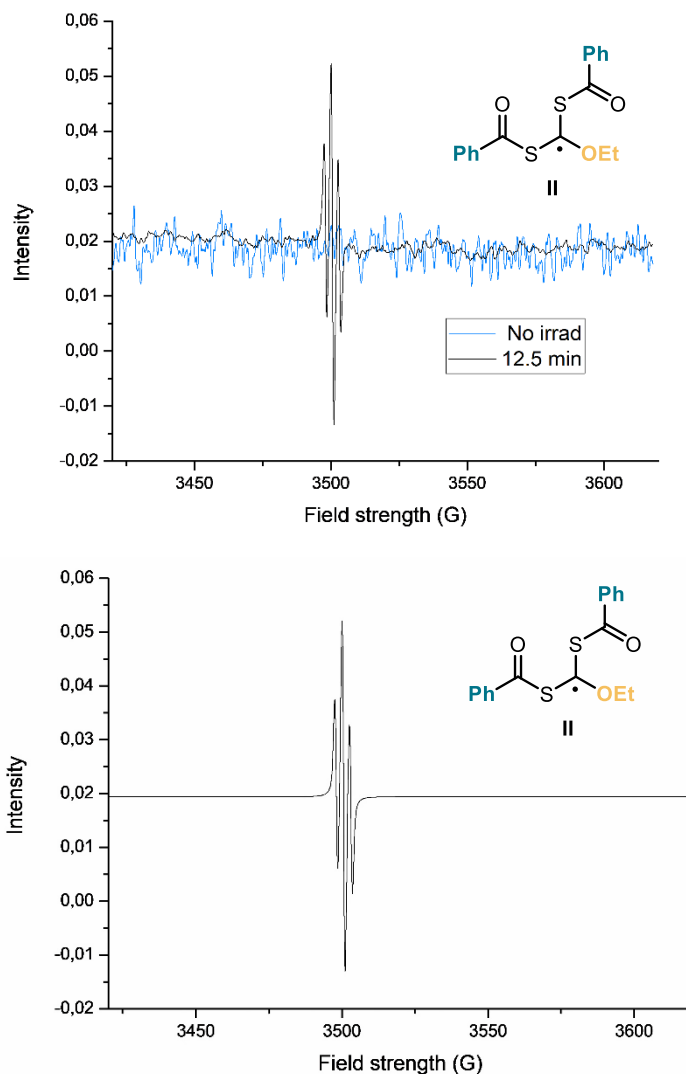 0,06
0,05
0,04
0,03
0,02
0,01
0,00
-0,01
-0,02
Intensity
3450
3500
3550
3600
Field strength (G)
Ph
S
O
O
Ph
S
OEt
II
No irrad
12.5 min
0,06
0,05
0,04
0,03
0,02
0,01
0,00
-0,01
-0,02
Intensity
3450
3500
3550
3600
Field strength (G)
Ph
S
O
O
Ph
S
OEt
II